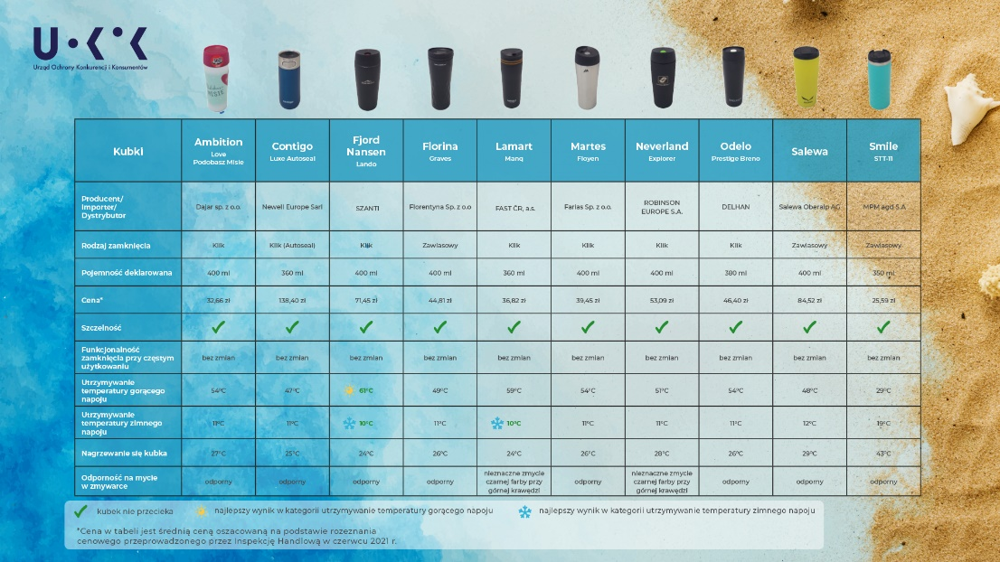 UOKiK
Urząd Ochrony Konkurencji i Konsumentów
Kubki
Ambition
Love
Podobasz Misie
Contigo
Luxe Autoseal
Fjord
Nansen
Lando
Florina
Graves
Lamart
Manq
Martes
Floyen
Neverland
Explorer
Odelo
Prestige Breno
Salewa
Smile
STT-11
Producent/
Importer/
Dystrybutor
Dajar sp. z o.o.
Newell Europe Sarl
SZANTI
Florentyna Sp. z o.o
FAST ČR, a.s.
Farias Sp. z o.o.
ROBINSON
EUROPE S.A.
DELHAN
Salewa Oberalp AG
MPM agd S.A
Rodzaj zamknięcia
Klik
Klik (Autoseal)
Klik
Zawiasowy
Klik
Klik
Klik
Klik
Zawiasowy
Zawiasowy
Pojemność deklarowana
400 ml
360 ml
400 ml
400 ml
360 ml
400 ml
400 ml
380 ml
400 ml
350 ml
Cena*
32,66 zł
138,40 zł
71,45 zł
44,81 zł
36,82 zł
39,45 zł
53,09 zł
46,40 zł
84,52 zł
25,59 zł
Szczelność
Funkcjonalność
zamknięcia przy częstym
użytkowaniu
bez zmian
bez zmian
bez zmian
bez zmian
bez zmian
bez zmian
bez zmian
bez zmian
bez zmian
bez zmian
Utrzymywanie
temperatury gorącego
napoju
54°C
47°C
61°C
49°C
59°C
54°C
51°C
54°C
48°C
29°C
Utrzymywanie
temperatury zimnego
napoju
11°C
11°C
10°C
11°C
10°C
11°C
11°C
11°C
12°C
19°C
Nagrzewanie się kubka
27°C
25°C
24°C
26°C
24°C
26°C
28°C
26°C
29°C
43°C
Odporność na mycie
w zmywarce
odporny
odporny
odporny
odporny
nieznaczne zmycie
czarnej farby przy
górnej krawędzi
odporny
nieznaczne zmycie
czarnej farby przy
górnej krawędzi
odporny
odporny
odporny
kubek nie przecieka
najlepszy wynik w kategorii utrzymywanie temperatury gorącego napoju
najlepszy wynik w kategorii utrzymywanie temperatury zimnego napoju
*Cena w tabeli jest średnią ceną oszacowaną na podstawie rozeznania
cenowego przeprowadzonego przez Inspekcję Handlową w czerwcu 2021 r.